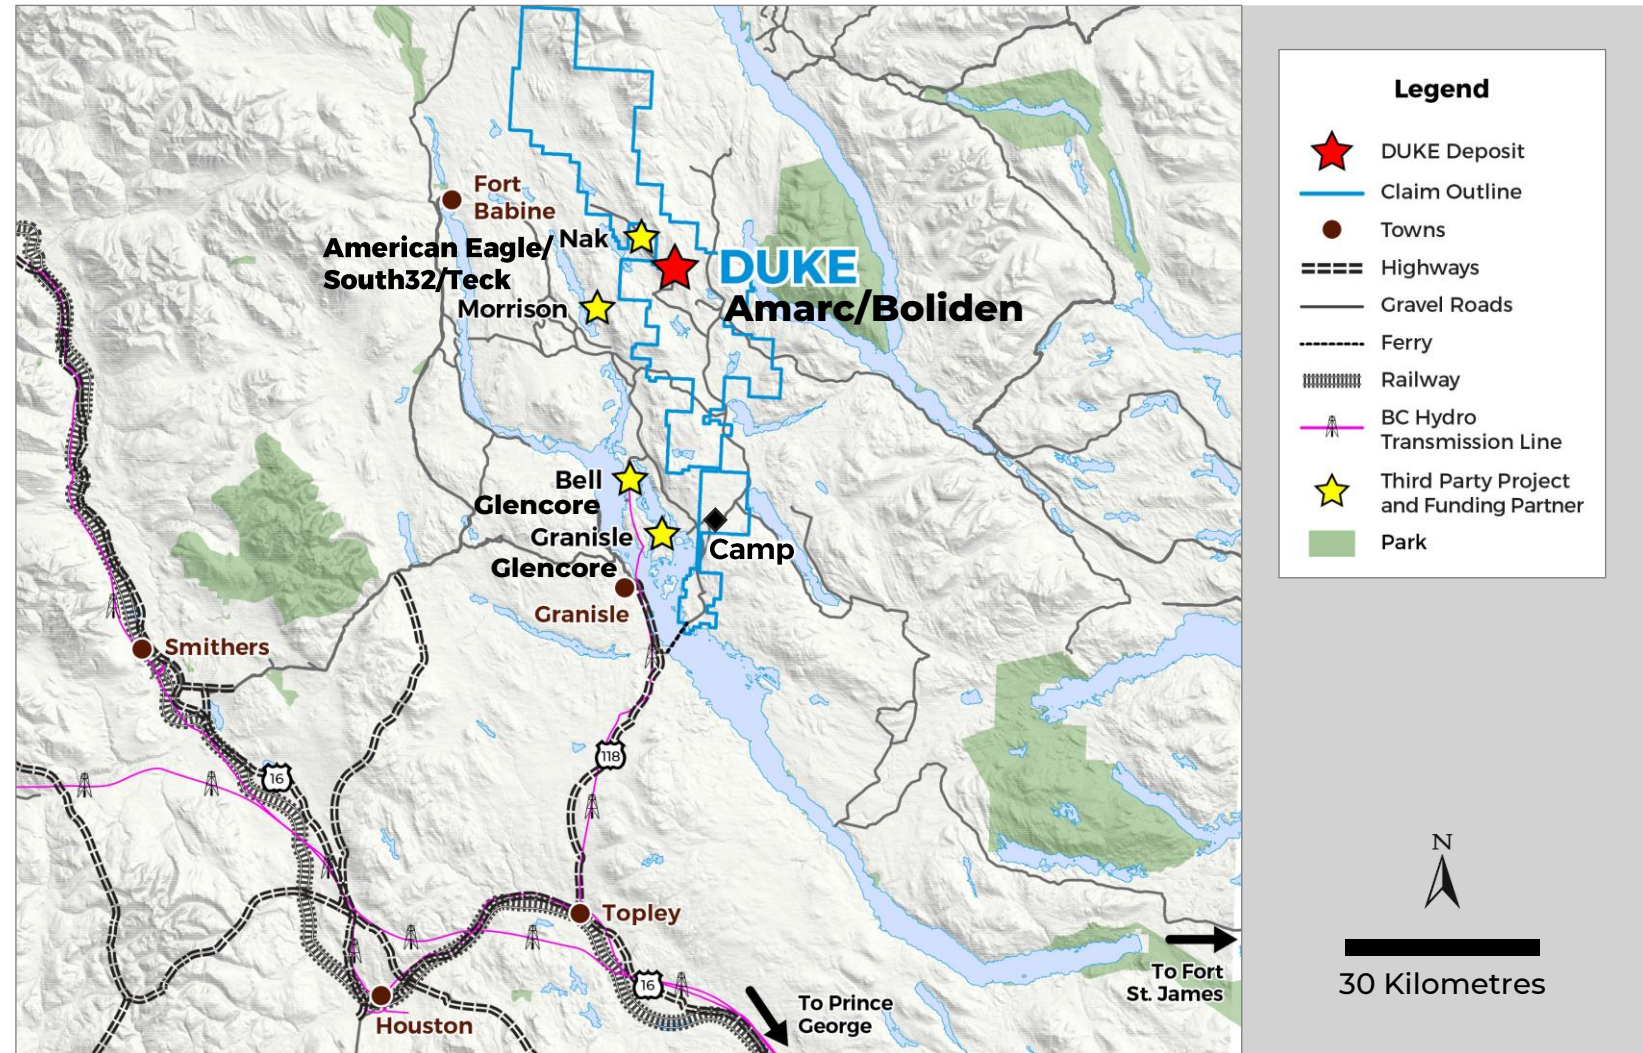 Fort
Babine
American Eagle/
South32/Teck
Nak
Morrison
DUKE
Amarc/Boliden
Bell
Glencore
Granisle
Glencore
Camp
Granisle
Smithers
118
16
Topley
16
Houston
To Prince
George
To Fort
St. James
Legend
DUKE Deposit
Claim Outline
Towns
Highways
Gravel Roads
Ferry
Railway
BC Hydro
Transmission Line
Third Party Project
and Funding Partner
Park
N
30 Kilometres